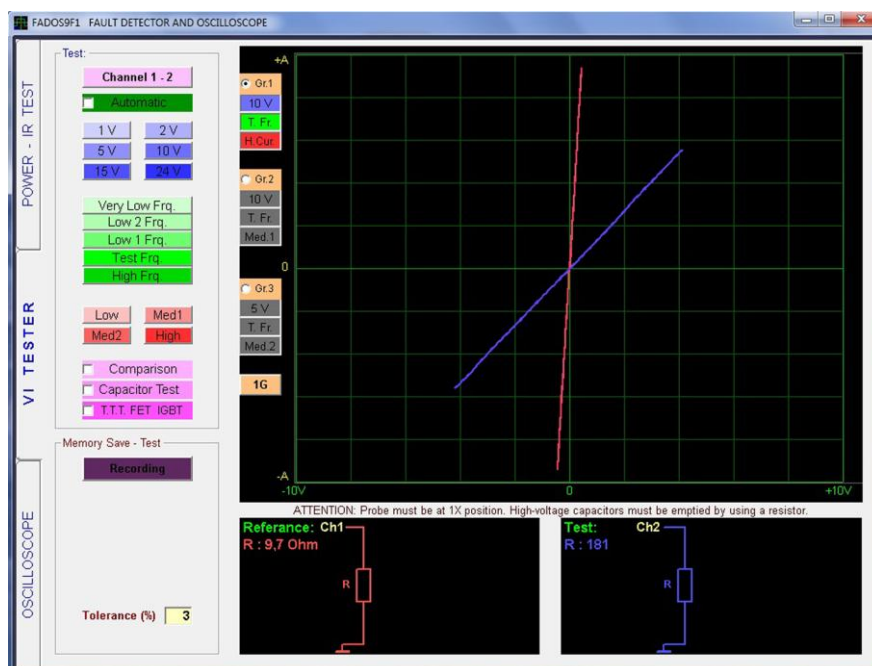 FADOS9F1 FAULT DETECTOR AND OSCILLOSCOPE
POWER - IR TEST
VI TESTER
OSCILLOSCOPE
Test:
Channel 1 - 2
Automatic
1 V 2 V
5 V 10 V
15 V 24 V
Very Low Frq.
Low 2 Frq.
Low 1 Frq.
Test Frq.
High Frq.
Low Med1
Med2 High
Comparison
Capacitor Test
T.T.T. FET IGBT
Memory Save - Test
Recording
Tolerance (%) 3
Gr.1
10 V
T. Fr.
H.Cur.
Gr.2
10 V
T. Fr.
Med.1
Gr.3
5 V
T. Fr.
Med.2
1G
+A
0
-A
-10V 0 +10V
ATTENTION: Probe must be at 1X position. High-voltage capacitors must be emptied by using a resistor.
Referance: Ch1
R : 9,7 Ohm
R
Test: Ch2
R : 181
R